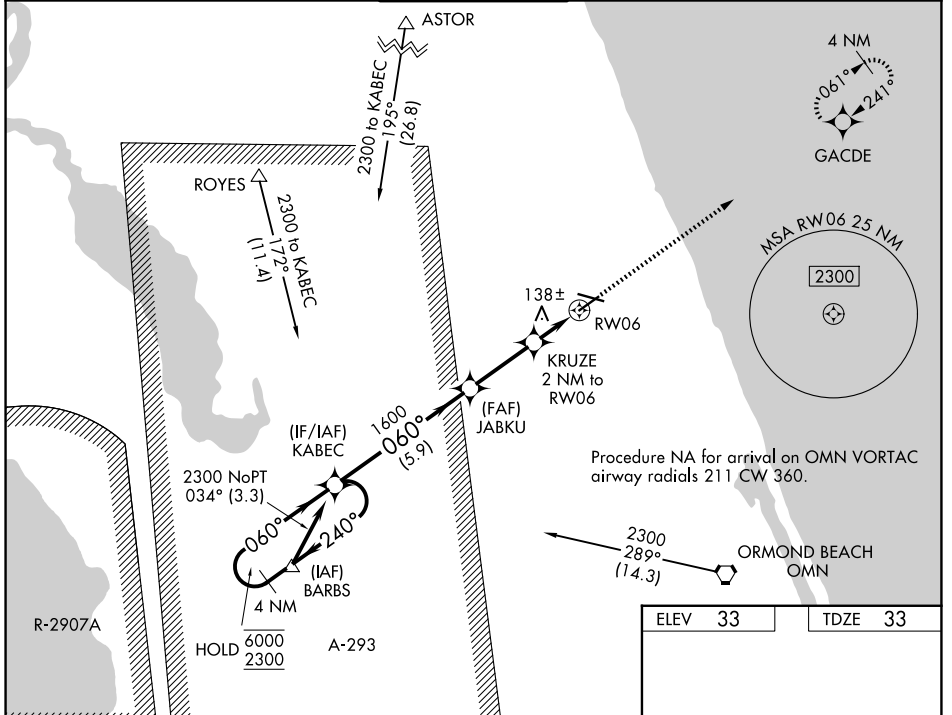 ASTOR
2300 to KABEC
195°
(26.8)
4 NM
061°
241°
GACDE
ROYES
2300 to KABEC
172°
(11.4)
MSA RW06 25 NM
2300
138±
RW06
KRUZE
2 NM to
RW06
(FAF)
JABKU
1600
060°
(5.9)
(IF/IAF)
KABEC
2300 NoPT
034° (3.3)
060°
240°
(IAF)
BARBS
4 NM
HOLD
6000
2300
A-293
R-2907A
Procedure NA for arrival on OMN VORTAC
airway radials 211 CW 360.
2300
289°
(14.3)
ORMOND BEACH
OMN
ELEV 33
TDZE 33